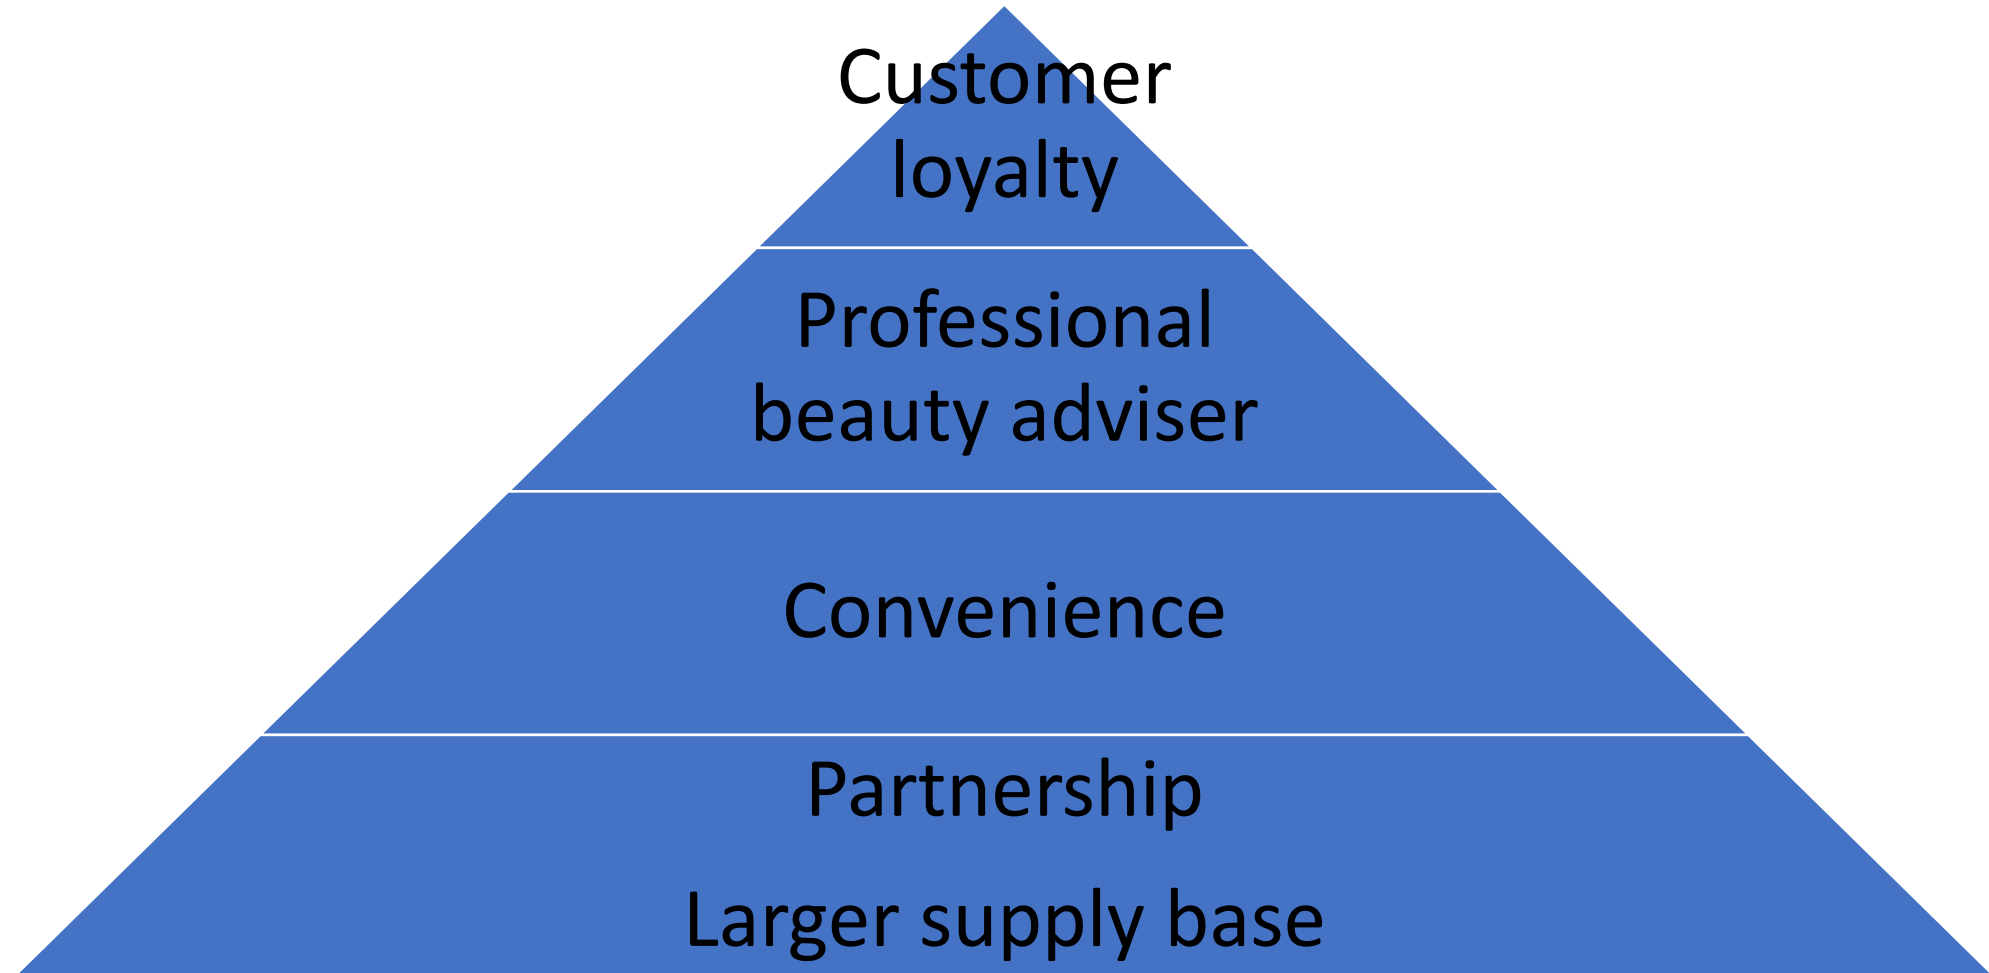 Customer
loyalty
Professional
beauty adviser
Convenience
Partnership
Larger supply base